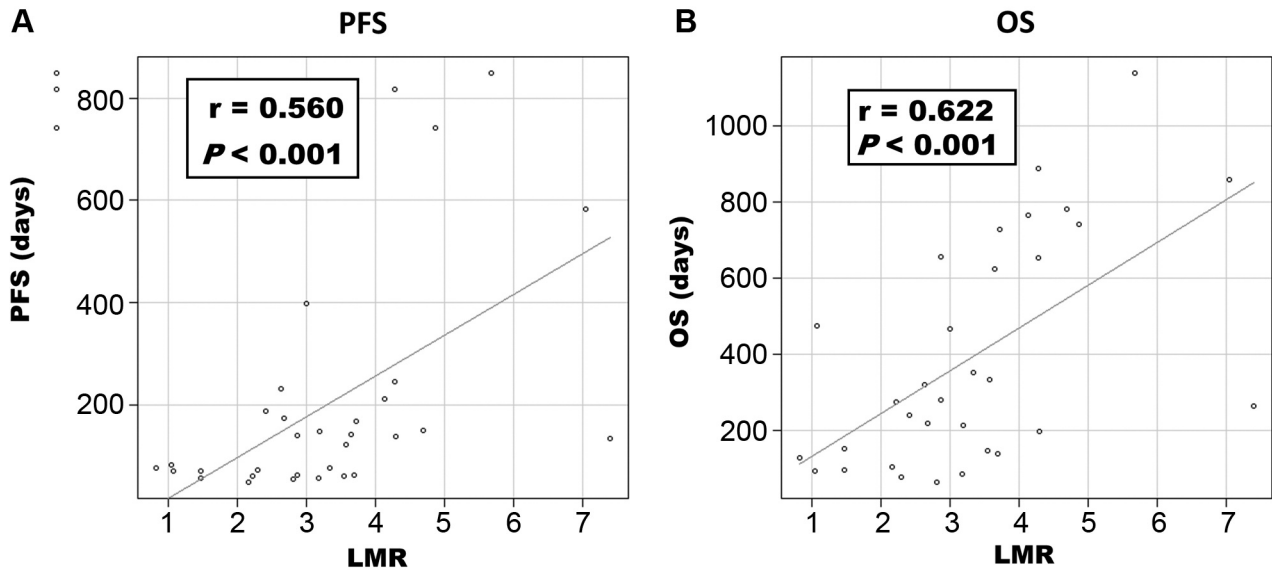 A
PFS
r = 0.560
P < 0.001
800
600
400
200
PFS (days)
1 2 3 4 5 6 7
LMR
B
OS
r = 0.622
P < 0.001
1000
800
600
400
200
OS (days)
1 2 3 4 5 6 7
LMR